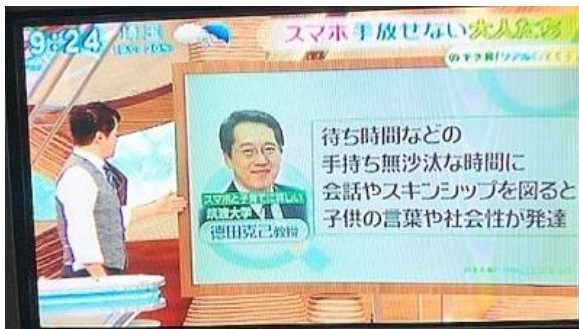 9:24
埼玉
スマホ 手放せない大人たち
待ち時間などの
手持ち無沙汰な時間に
会話やスキンシップを図ると
子供の言葉や社会性が発達
スマホと子育てに詳しい
筑波大学
徳田克己教授